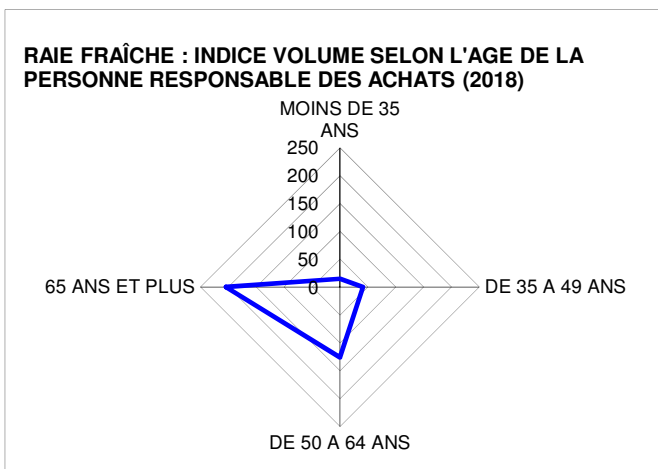 RAIE FRAÎCHE : INDICE VOLUME SELON L'AGE DE LA
PERSONNE RESPONSABLE DES ACHATS (2018)
MOINS DE 35
ANS
250
200
150
100
50
0
65 ANS ET PLUS
DE 35 A 49 ANS
DE 50 A 64 ANS